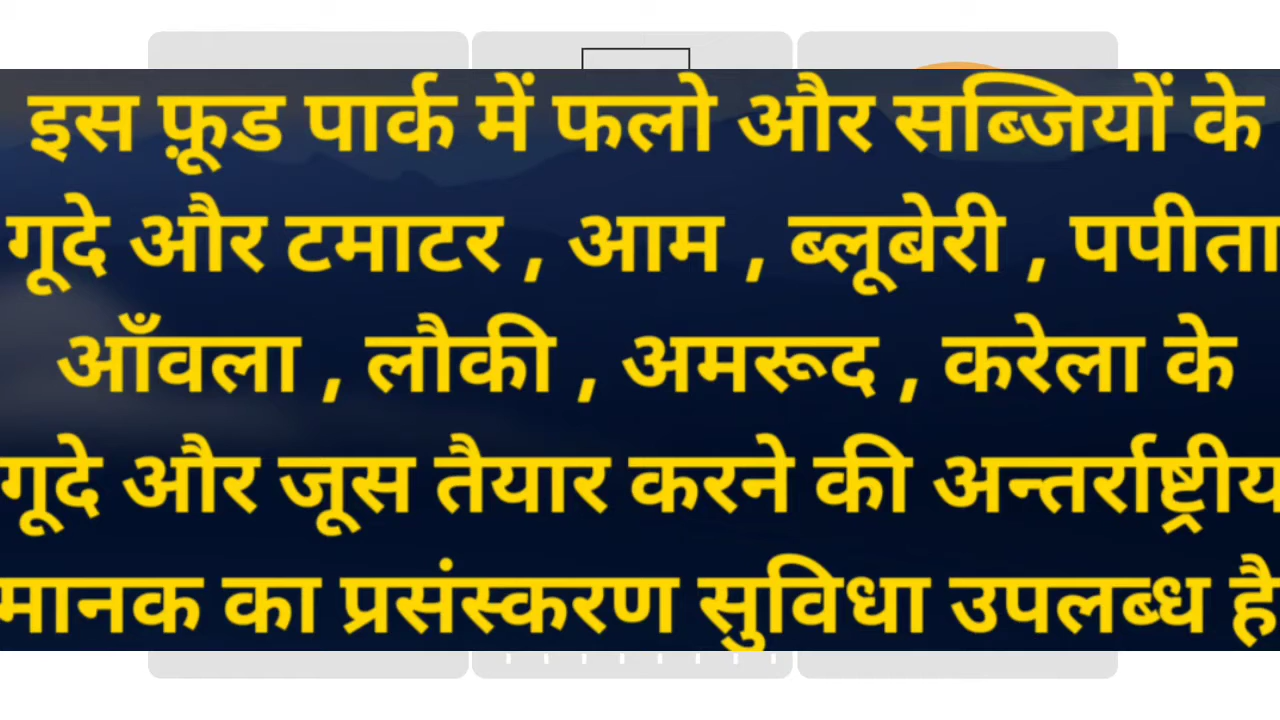 इस फ़ूड पार्क में फलो और सब्जियों के
गूदे और टमाटर , आम , ब्लूबेरी , पपीता
आँवला , लौकी , अमरूद , करेला के
गूदे और जूस तैयार करने की अन्तर्राष्ट्रीय
मानक का प्रसंस्करण सुविधा उपलब्ध है